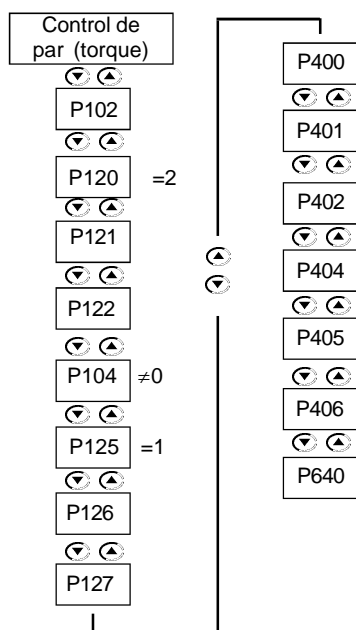 Control de
par (torque)
P102
P120 =2
P121
P122
P104 ≠0
P125 =1
P126
P127
P400
P401
P402
P404
P405
P406
P640